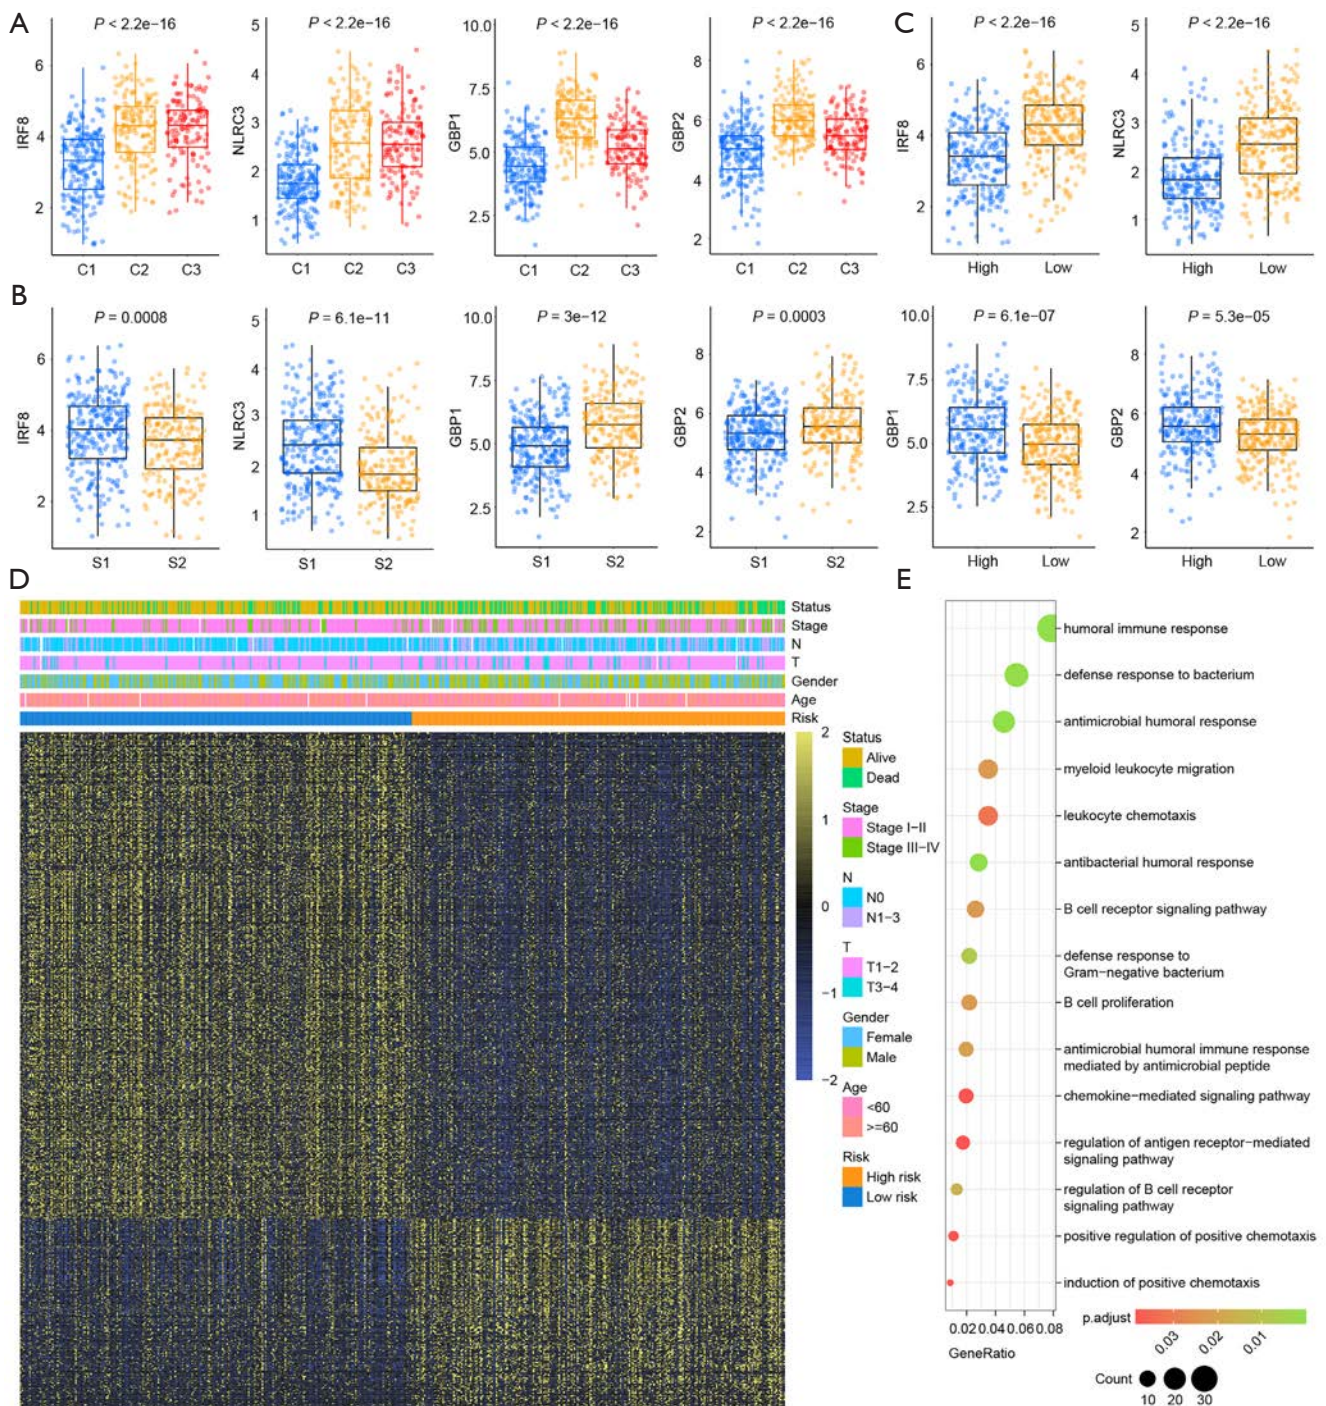 A
P < 2.2e−16
IRF8
6
4
2
C1 C2 C3
P < 2.2e−16
NLRC3
5
4
3
2
1
C1 C2 C3
P < 2.2e−16
GBP1
10.0
7.5
5.0
2.5
C1 C2 C3
P < 2.2e−16
GBP2
8
6
4
2
C1 C2 C3
C
P < 2.2e−16
IRF8
6
4
2
High Low
P < 2.2e−16
NLRC3
5
4
3
2
1
High Low
B
P = 0.0008
IRF8
6
4
2
S1 S2
P = 6.1e−11
NLRC3
5
4
3
2
1
S1 S2
P = 3e−12
GBP1
10.0
7.5
5.0
2.5
S1 S2
P = 0.0003
GBP2
8
6
4
2
S1 S2
P = 6.1e−07
GBP1
10.0
7.5
5.0
2.5
High Low
P = 5.3e−05
GBP2
8
6
4
2
High Low
D
Status
Stage
N
T
Gender
Age
Risk
2
1
0
−1
−2
Status
Alive
Dead
Stage
Stage I−II
Stage III−IV
N
N0
N1−3
T
T1−2
T3−4
Gender
Female
Male
Age
<60
>=60
Risk
High risk
Low risk
E
humoral immune response
defense response to bacterium
antimicrobial humoral response
myeloid leukocyte migration
leukocyte chemotaxis
antibacterial humoral response
B cell receptor signaling pathway
defense response to
Gram−negative bacterium
B cell proliferation
antimicrobial humoral immune response
mediated by antimicrobial peptide
chemokine−mediated signaling pathway
regulation of antigen receptor−mediated
signaling pathway
regulation of B cell receptor
signaling pathway
positive regulation of positive chemotaxis
induction of positive chemotaxis
0.02 0.04 0.06 0.08
GeneRatio
p.adjust
0.03 0.02 0.01
Count
10 20 30